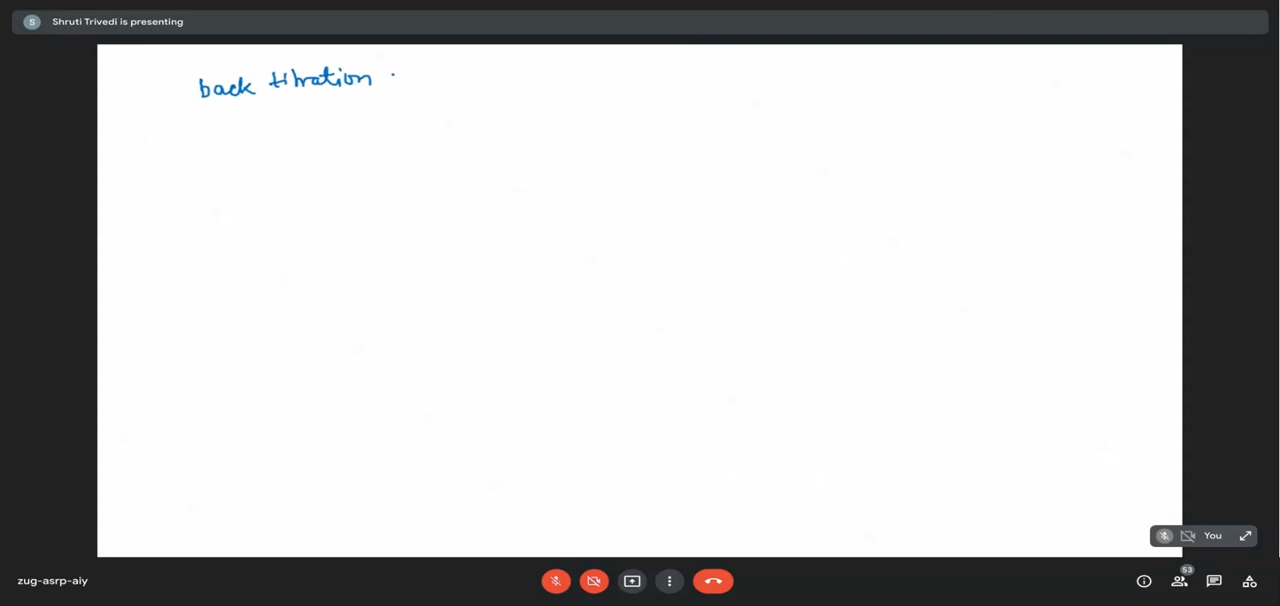 S Shruti Trivedi is presenting
back titration
You
zug-asrp-aiy
53